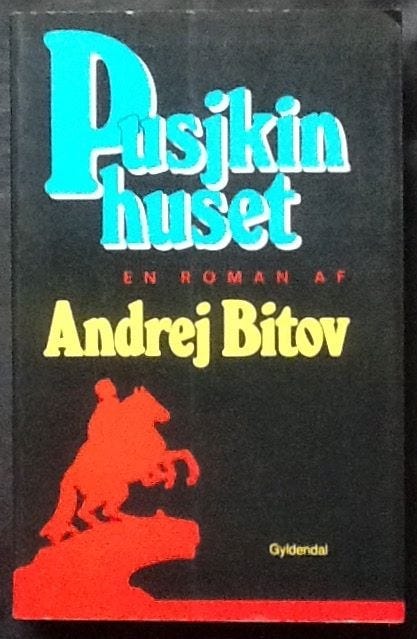 Pusjkin
huset
EN ROMAN AF
Andrej Bitov
Gyldendal